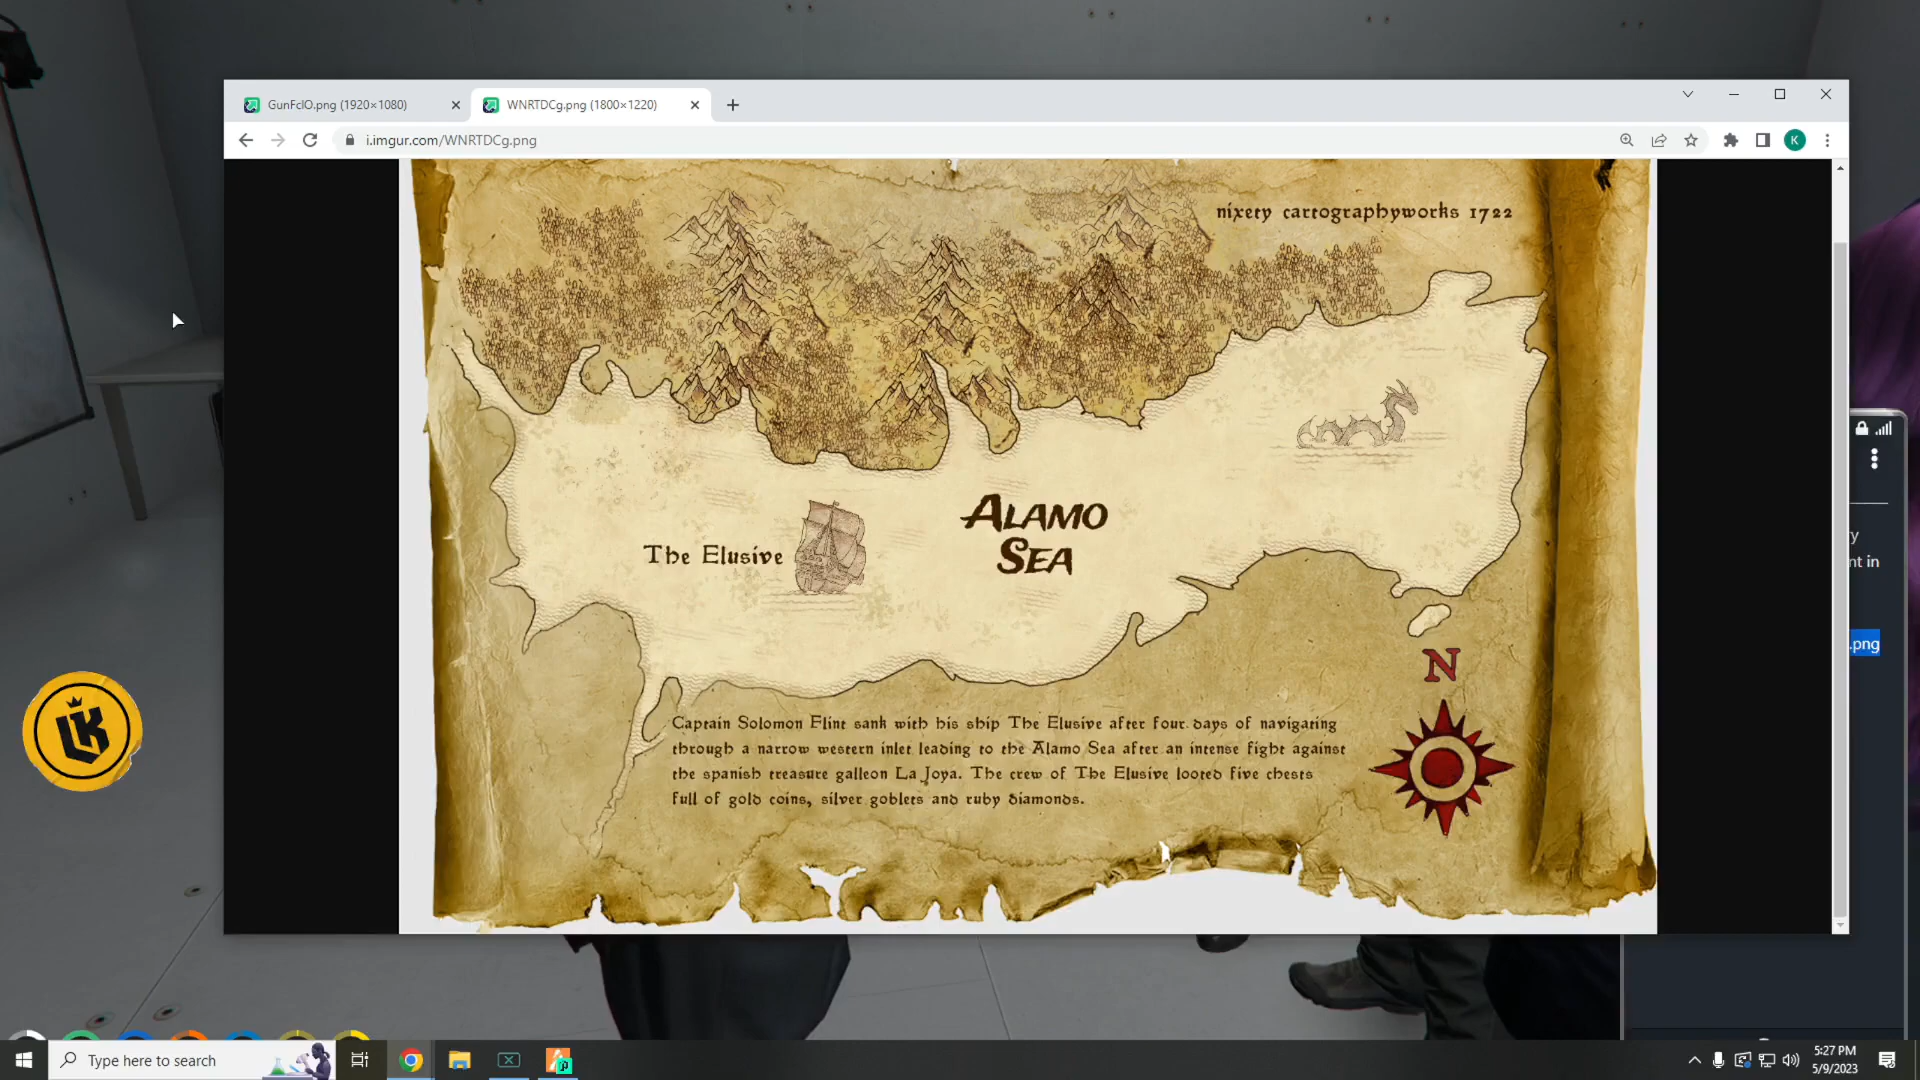 GunFclO.png (1920×1080)
WNRTDCg.png (1800×1220)
i.imgur.com/WNRTDCg.png
K
nixety cartographyworks 1722
Alamo
Sea
The Elusive
N
Captain Solomon Flint sank with his ship The Elusive after four days of navigating
through a narrow western inlet leading to the Alamo Sea after an intense fight against
the spanish treasure galleon La Joya. The crew of The Elusive looted five chests
full of gold coins, silver goblets and ruby diamonds.
y
nt in
.png
LK
Type here to search
5:27 PM
5/9/2023